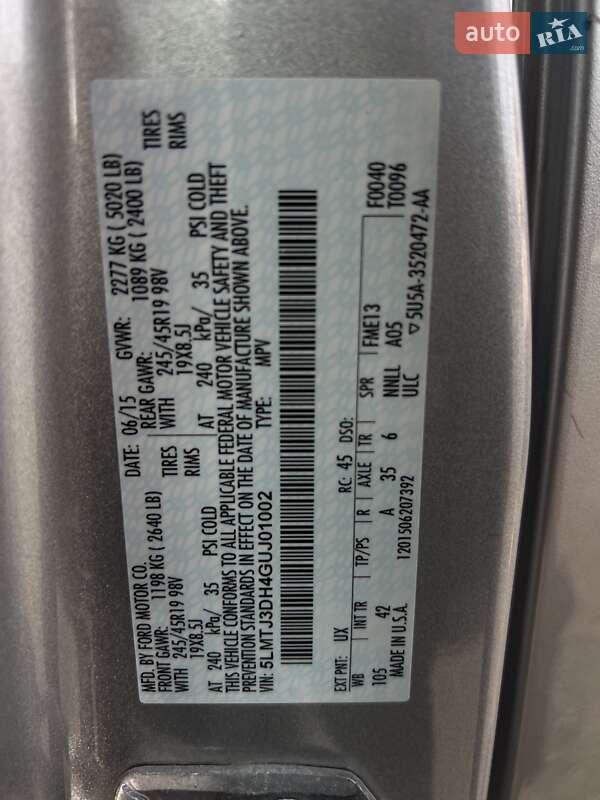 auto RIA.com
MFD. BY FORD MOTOR CO. DATE: 06/15 GVWR: 2277 KG ( 5020 LB)
FRONT GAWR: 1198 KG ( 2640 LB) REAR GAWR: 1089 KG ( 2400 LB)
WITH 245/45R19 98V TIRES WITH 245/45R19 98V TIRES
19X8.5J RIMS 19X8.5J RIMS
AT 240 kPa/ 35 PSI COLD AT 240 kPa/ 35 PSI COLD
THIS VEHICLE CONFORMS TO ALL APPLICABLE FEDERAL MOTOR VEHICLE SAFETY AND THEFT
PREVENTION STANDARDS IN EFFECT ON THE DATE OF MANUFACTURE SHOWN ABOVE.
VIN: 5LMTJ3DH4GUJ01002 TYPE: MPV
EXT PNT: UX RC: 45 DSO: FME13 F0040
WB INT TR TP/PS R AXLE TR SPR T0096
105 42 A 35 6 NNLL A05
MADE IN U.S.A. 1201506207392 ULC ▽5U5A-3520472-AA